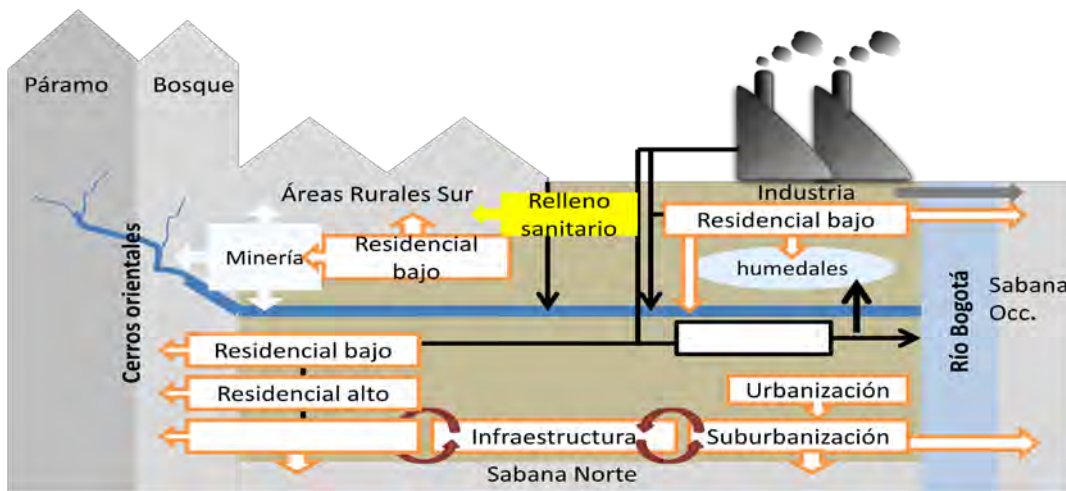 Páramo
Bosque
Cerros orientales
Áreas Rurales Sur
Relleno
sanitario
Minería
Residencial
bajo
Industria
Residencial bajo
humedales
Río Bogotá
Sabana
Occ.
Residencial bajo
Residencial alto
Urbanización
Infraestructura
Suburbanización
Sabana Norte